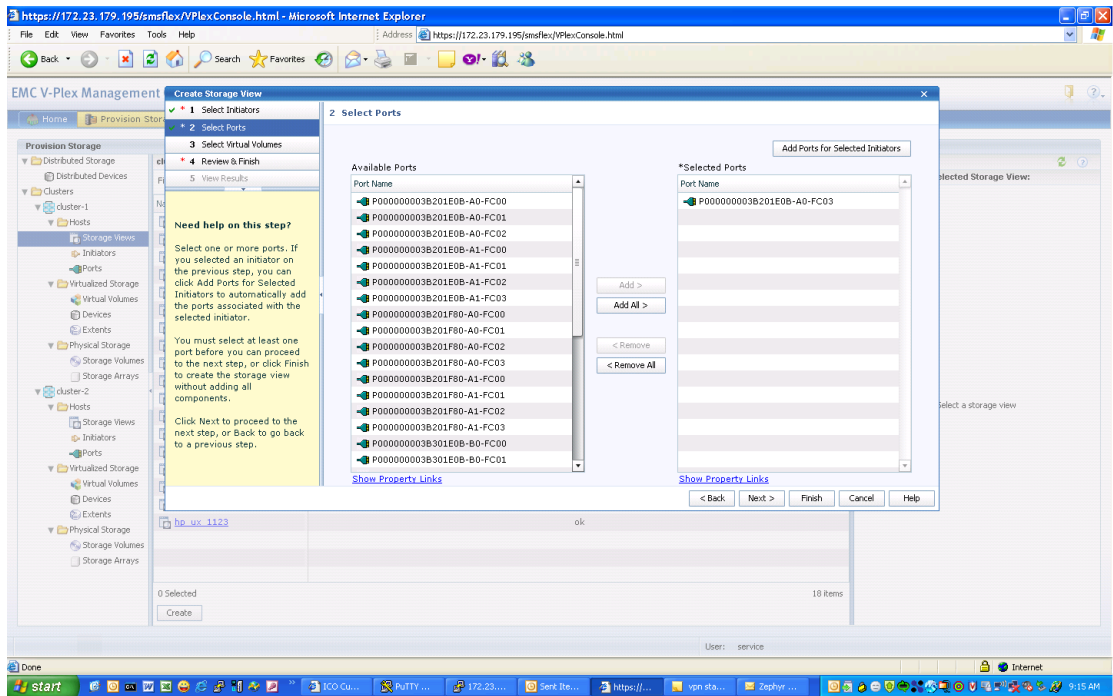 https://172.23.179.195/smsflex/VPlexConsole.html - Microsoft Internet Explorer
File Edit View Favorites Tools Help
Address https://172.23.179.195/smsflex/VPlexConsole.html
Back Search Favorites
EMC V-Plex Management
Home Provision Stor
Provision Storage
Distributed Storage
Distributed Devices
Clusters
cluster-1
Hosts
Storage Views
Initiators
Ports
Virtualized Storage
Virtual Volumes
Devices
Extents
Physical Storage
Storage Volumes
Storage Arrays
cluster-2
Hosts
Storage Views
Initiators
Ports
Virtualized Storage
Virtual Volumes
Devices
Extents
Physical Storage
Storage Volumes
Storage Arrays
Create Storage View
* 1 Select Initiators
* 2 Select Ports
3 Select Virtual Volumes
* 4 Review & Finish
5 View Results
Need help on this step?
Select one or more ports. If
you selected an initiator on
the previous step, you can
click Add Ports for Selected
Initiators to automatically add
the ports associated with the
selected initiator.
You must select at least one
port before you can proceed
to the next step, or click Finish
to create the storage view
without adding all
components.
Click Next to proceed to the
next step, or Back to go back
to a previous step.
2 Select Ports
Add Ports for Selected Initiators
Available Ports
Port Name
P000000003B201E0B-A0-FC00
P000000003B201E0B-A0-FC01
P000000003B201E0B-A0-FC02
P000000003B201E0B-A1-FC00
P000000003B201E0B-A1-FC01
P000000003B201E0B-A1-FC02
P000000003B201E0B-A1-FC03
P000000003B201F80-A0-FC00
P000000003B201F80-A0-FC01
P000000003B201F80-A0-FC02
P000000003B201F80-A0-FC03
P000000003B201F80-A1-FC00
P000000003B201F80-A1-FC01
P000000003B201F80-A1-FC02
P000000003B201F80-A1-FC03
P000000003B301E0B-B0-FC00
P000000003B301E0B-B0-FC01
Show Property Links
Add >
Add All >
< Remove
< Remove All
*Selected Ports
Port Name
P000000003B201E0B-A0-FC03
Show Property Links
< Back Next > Finish Cancel Help
elected Storage View:
Select a storage view
hp_ux_1123 ok
0 Selected 18 items
Create
User: service
Done Internet
start ICO Cu... PuTTY ... 172.23.... Sent Ite... https://... vpn sta... Zephyr ... 9:15 AM